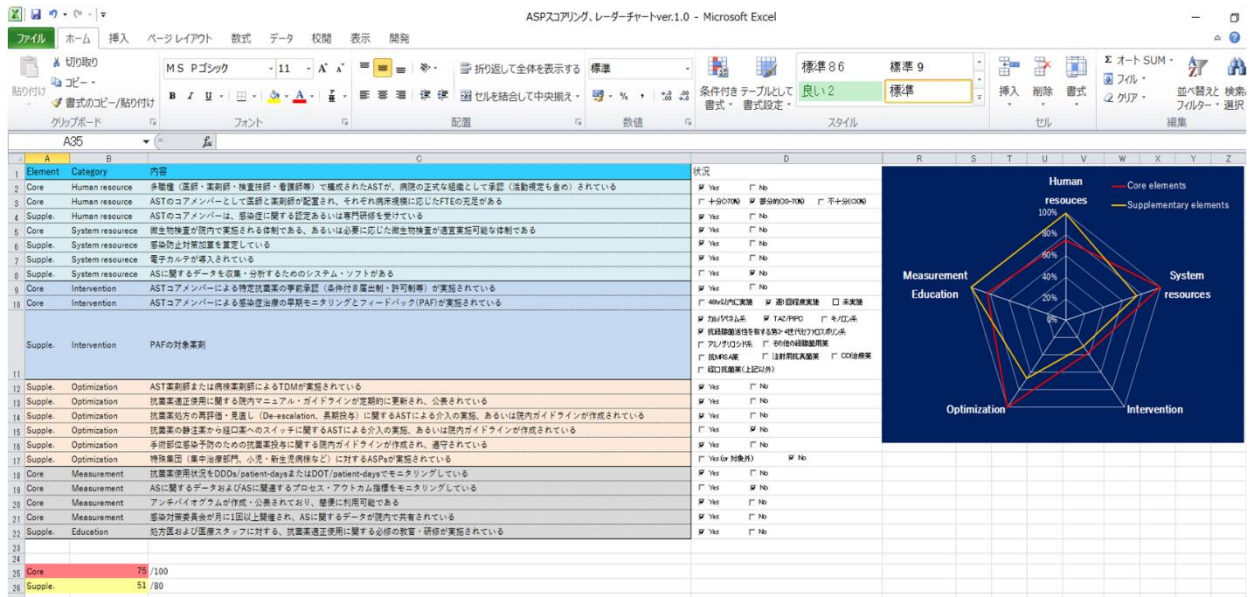 ASPスコアリング、レーダーチャートver.1.0 - Microsoft Excel
ファイル ホーム 挿入 ページ レイアウト 数式 データ 校閲 表示 開発
切り取り
コピー
書式のコピー/貼り付け
貼り付け
クリップボード
MS Pゴシック 11
B I U
フォント
折り返して全体を表示する
セルを結合して中央揃え
配置
標準
数値
条件付き書式
テーブルとして書式設定
標準 8 6 標準 9
良い 2 標準
スタイル
挿入 削除 書式
セル
Σ オート SUM
フィル
クリア
並べ替えと
フィルター
編集
A35 fx
A B C D R S T U V W X Y Z
1 Element Category 内容 状況
2 Core Human resource 多職種（医師・薬剤師・検査技師・看護師等）で構成されたASTが、病院の正式な組織として承認（活動規定も含め）されている Yes No
3 Core Human resource ASTのコアメンバーとして医師と薬剤師が配置され、それぞれ病床規模に応じたFTEの充足がある
4 Supple. Human resource ASTのコアメンバーは、感染症に関する認定あるいは専門研修を受けている Yes No
5 Core System resourece 微生物検査が院内で実施される体制である、あるいは必要に応じた微生物検査が適宜実施可能な体制である Yes No
6 Supple. System resourece 感染防止対策加算を算定している Yes No
7 Supple. System resourece 電子カルテが導入されている Yes No
8 Supple. System resourece ASに関するデータを収集・分析するためのシステム・ソフトがある Yes No
9 Core Intervention ASTコアメンバーによる特定抗菌薬の事前承認（条件付き届出制・許可制等）が実施されている Yes No
10 Core Intervention ASTコアメンバーによる感染症治療の早期モニタリングとフィードバック(PAF)が実施されている 48hr以内に実施 週1回程度実施 未実施
11 Supple. Intervention PAFの対象薬剤
カルバペネム系 TAZ/PIPC キノロン系
抗緑膿菌活性を有する第3・4世代セファロスポリン系
アミノグリコシド系 その他の緑膿菌用薬
抗MRSA薬 注射用抗真菌薬 CDI治療薬
経口抗菌薬(上記以外)
12 Supple. Optimization AST薬剤師または病棟薬剤師によるTDMが実施されている Yes No
13 Supple. Optimization 抗菌薬適正使用に関する院内マニュアル・ガイドラインが定期的に更新され、公表されている Yes No
14 Supple. Optimization 抗菌薬処方の再評価・見直し（De-escalation、長期投与）に関するASTによる介入の実施、あるいは院内ガイドラインが作成されている Yes No
15 Supple. Optimization 抗菌薬の静注薬から経口薬へのスイッチに関するASTによる介入の実施、あるいは院内ガイドラインが作成されている Yes No
16 Supple. Optimization 手術部位感染予防のための抗菌薬投与に関する院内ガイドラインが作成され、遵守されている Yes No
17 Supple. Optimization 特殊集団（集中治療部門、小児・新生児病棟など）に対するASPsが実施されている Yes (or 対象外) No
18 Core Measurement 抗菌薬使用状況をDDDs/patient-daysまたはDOT/patient-daysでモニタリングしている Yes No
19 Core Measurement ASに関するデータおよびASに関連するプロセス・アウトカム指標をモニタリングしている Yes No
20 Core Measurement アンチバイオグラムが作成・公表されており、簡便に利用可能である Yes No
21 Core Measurement 感染対策委員会が月に1回以上開催され、ASに関するデータが院内で共有されている Yes No
22 Supple. Education 処方医および医療スタッフに対する、抗菌薬適正使用に関する必修の教育・研修が実施されている Yes No
23
24
25 Core 75 /100
26 Supple. 51 /80
Human
resouces
Core elements
Supplementary elements
100%
80%
60%
40%
20%
0%
Measurement
Education
System
resources
Optimization
Intervention